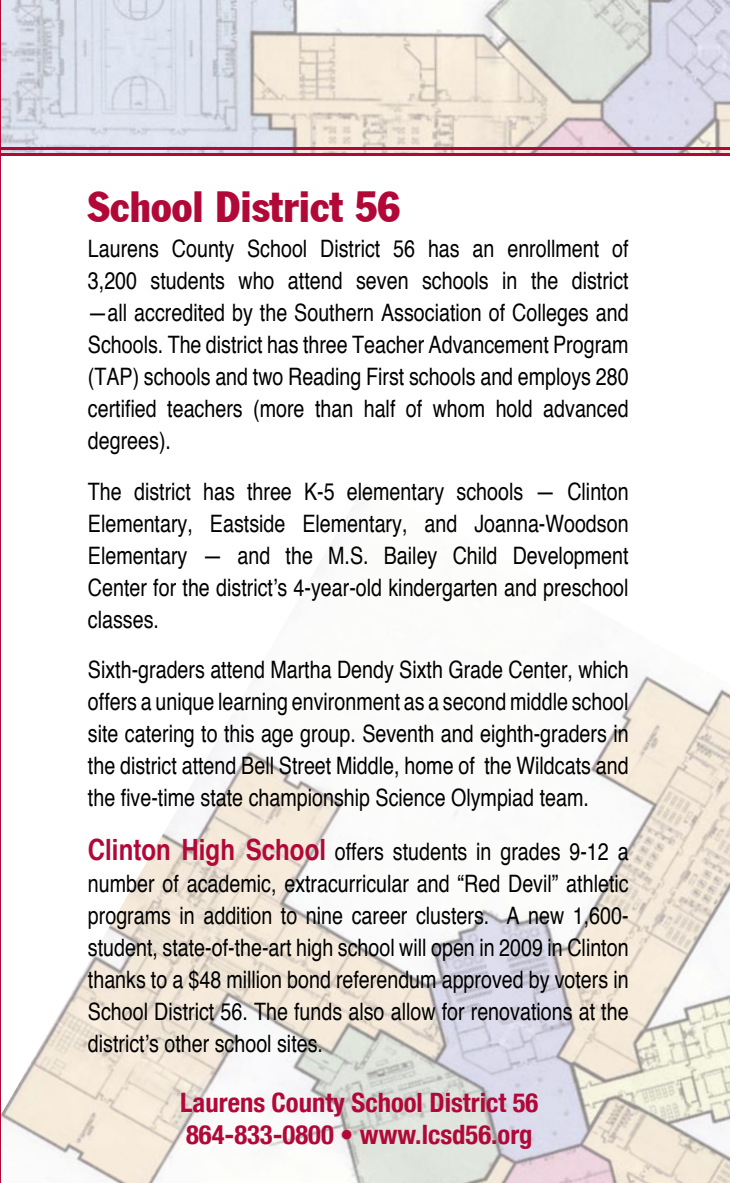 School District 56
Laurens County School District 56 has an enrollment of
3,200 students who attend seven schools in the district
—all accredited by the Southern Association of Colleges and
Schools. The district has three Teacher Advancement Program
(TAP) schools and two Reading First schools and employs 280
certified teachers (more than half of whom hold advanced
degrees).
The district has three K-5 elementary schools — Clinton
Elementary, Eastside Elementary, and Joanna-Woodson
Elementary — and the M.S. Bailey Child Development
Center for the district's 4-year-old kindergarten and preschool
classes.
Sixth-graders attend Martha Dendy Sixth Grade Center, which
offers a unique learning environment as a second middle school
site catering to this age group. Seventh and eighth-graders in
the district attend Bell Street Middle, home of the Wildcats and
the five-time state championship Science Olympiad team.
Clinton High School offers students in grades 9-12 a
number of academic, extracurricular and “Red Devil” athletic
programs in addition to nine career clusters. A new 1,600-
student, state-of-the-art high school will open in 2009 in Clinton
thanks to a $48 million bond referendum approved by voters in
School District 56. The funds also allow for renovations at the
district's other school sites.
Laurens County School District 56
864-833-0800 • www.lcsd56.org